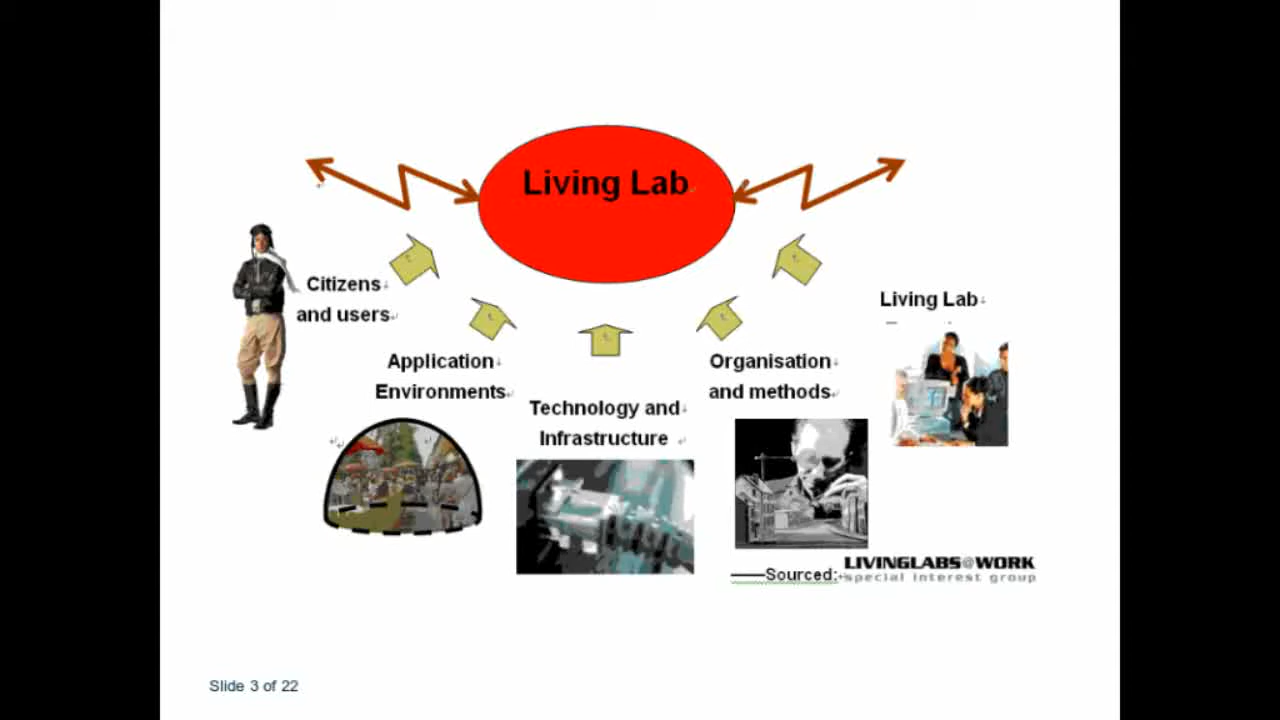 Living Lab
Citizens
and users
Living Lab
Application
Environments
Organisation
and methods
Technology and
Infrastructure
Sourced:
LIVINGLABS@WORK
special interest group
Slide 3 of 22